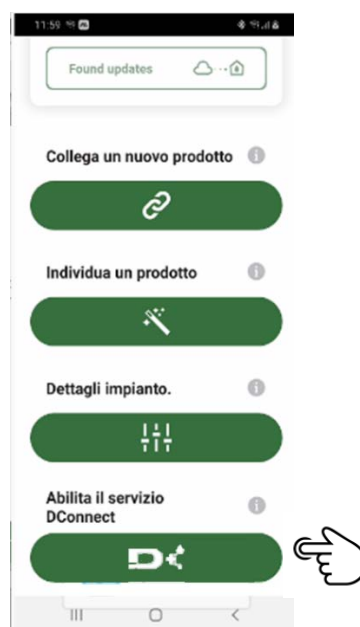 11:59
Found updates
Collega un nuovo prodotto
Individua un prodotto
Dettagli impianto.
Abilita il servizio
DConnect